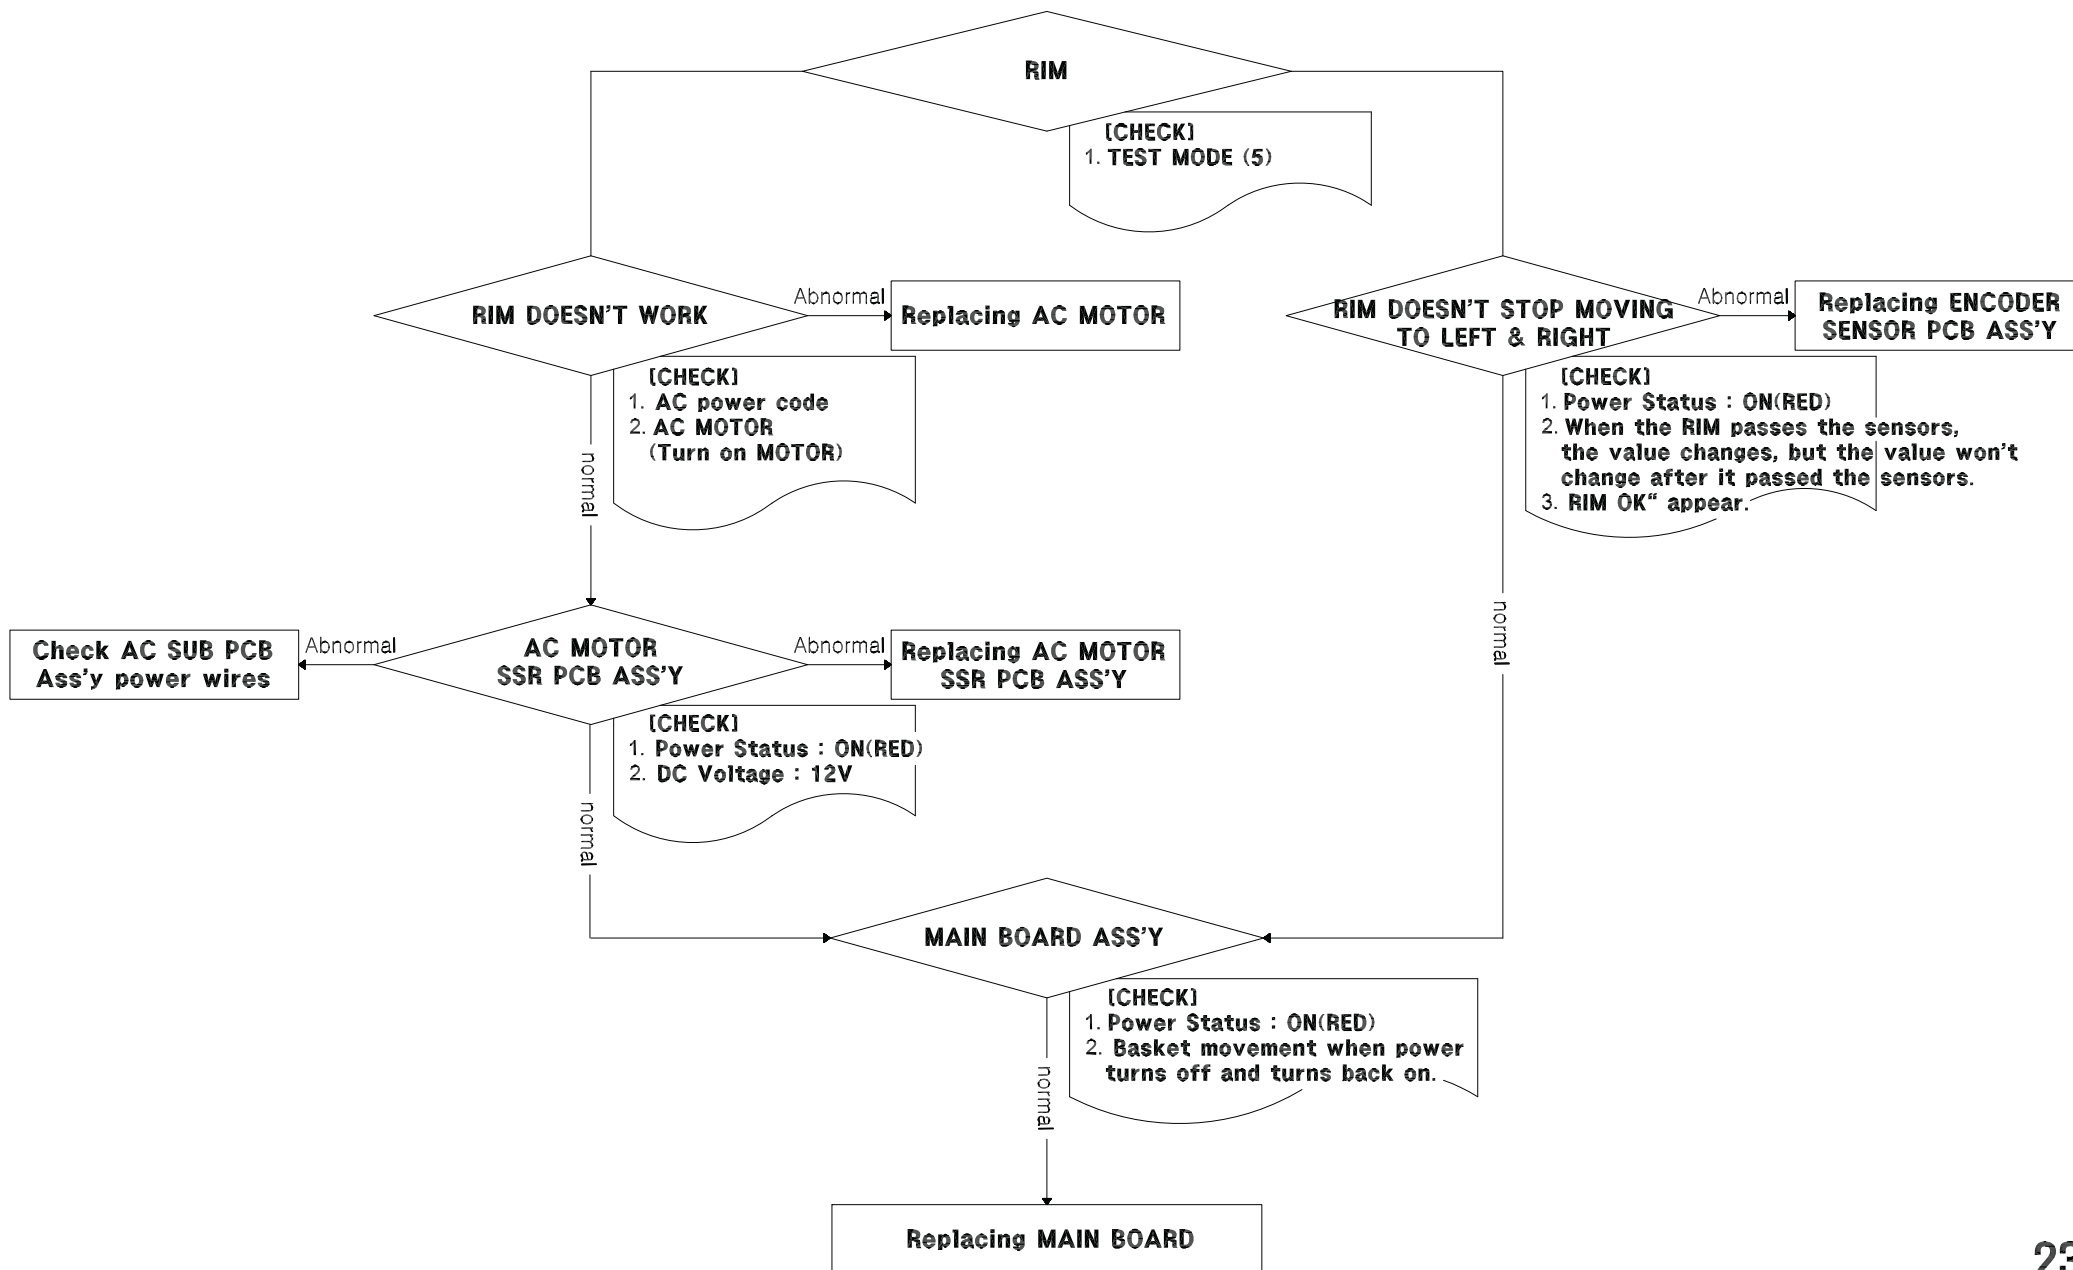 RIM
[CHECK]
1. TEST MODE (5)
RIM DOESN'T WORK
Abnormal
Replacing AC MOTOR
[CHECK]
1. AC power code
2. AC MOTOR
(Turn on MOTOR)
normal
RIM DOESN'T STOP MOVING
TO LEFT & RIGHT
Abnormal
Replacing ENCODER
SENSOR PCB ASS'Y
[CHECK]
1. Power Status : ON(RED)
2. When the RIM passes the sensors,
the value changes, but the value won't
change after it passed the sensors.
3. RIM OK“ appear.
normal
Check AC SUB PCB
Ass'y power wires
Abnormal
AC MOTOR
SSR PCB ASS'Y
Abnormal
Replacing AC MOTOR
SSR PCB ASS'Y
[CHECK]
1. Power Status : ON(RED)
2. DC Voltage : 12V
normal
MAIN BOARD ASS'Y
[CHECK]
1. Power Status : ON(RED)
2. Basket movement when power
turns off and turns back on.
normal
Replacing MAIN BOARD